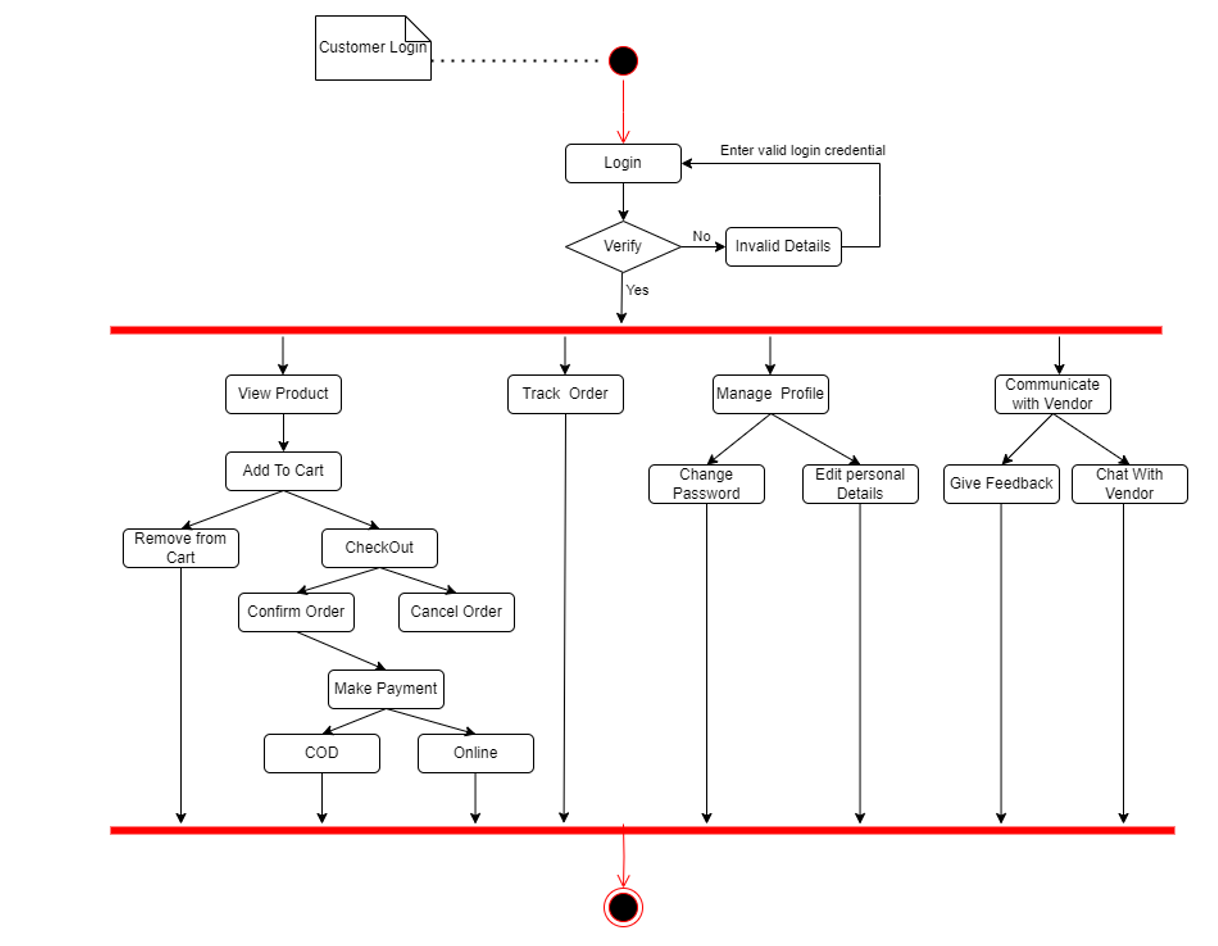 Customer Login
Enter valid login credential
Login
Verify
No
Invalid Details
Yes
View Product
Track  Order
Manage  Profile
Communicate
with Vendor
Add To Cart
Change
Password
Edit personal
Details
Give Feedback
Chat With
Vendor
Remove from
Cart
CheckOut
Confirm Order
Cancel Order
Make Payment
COD
Online